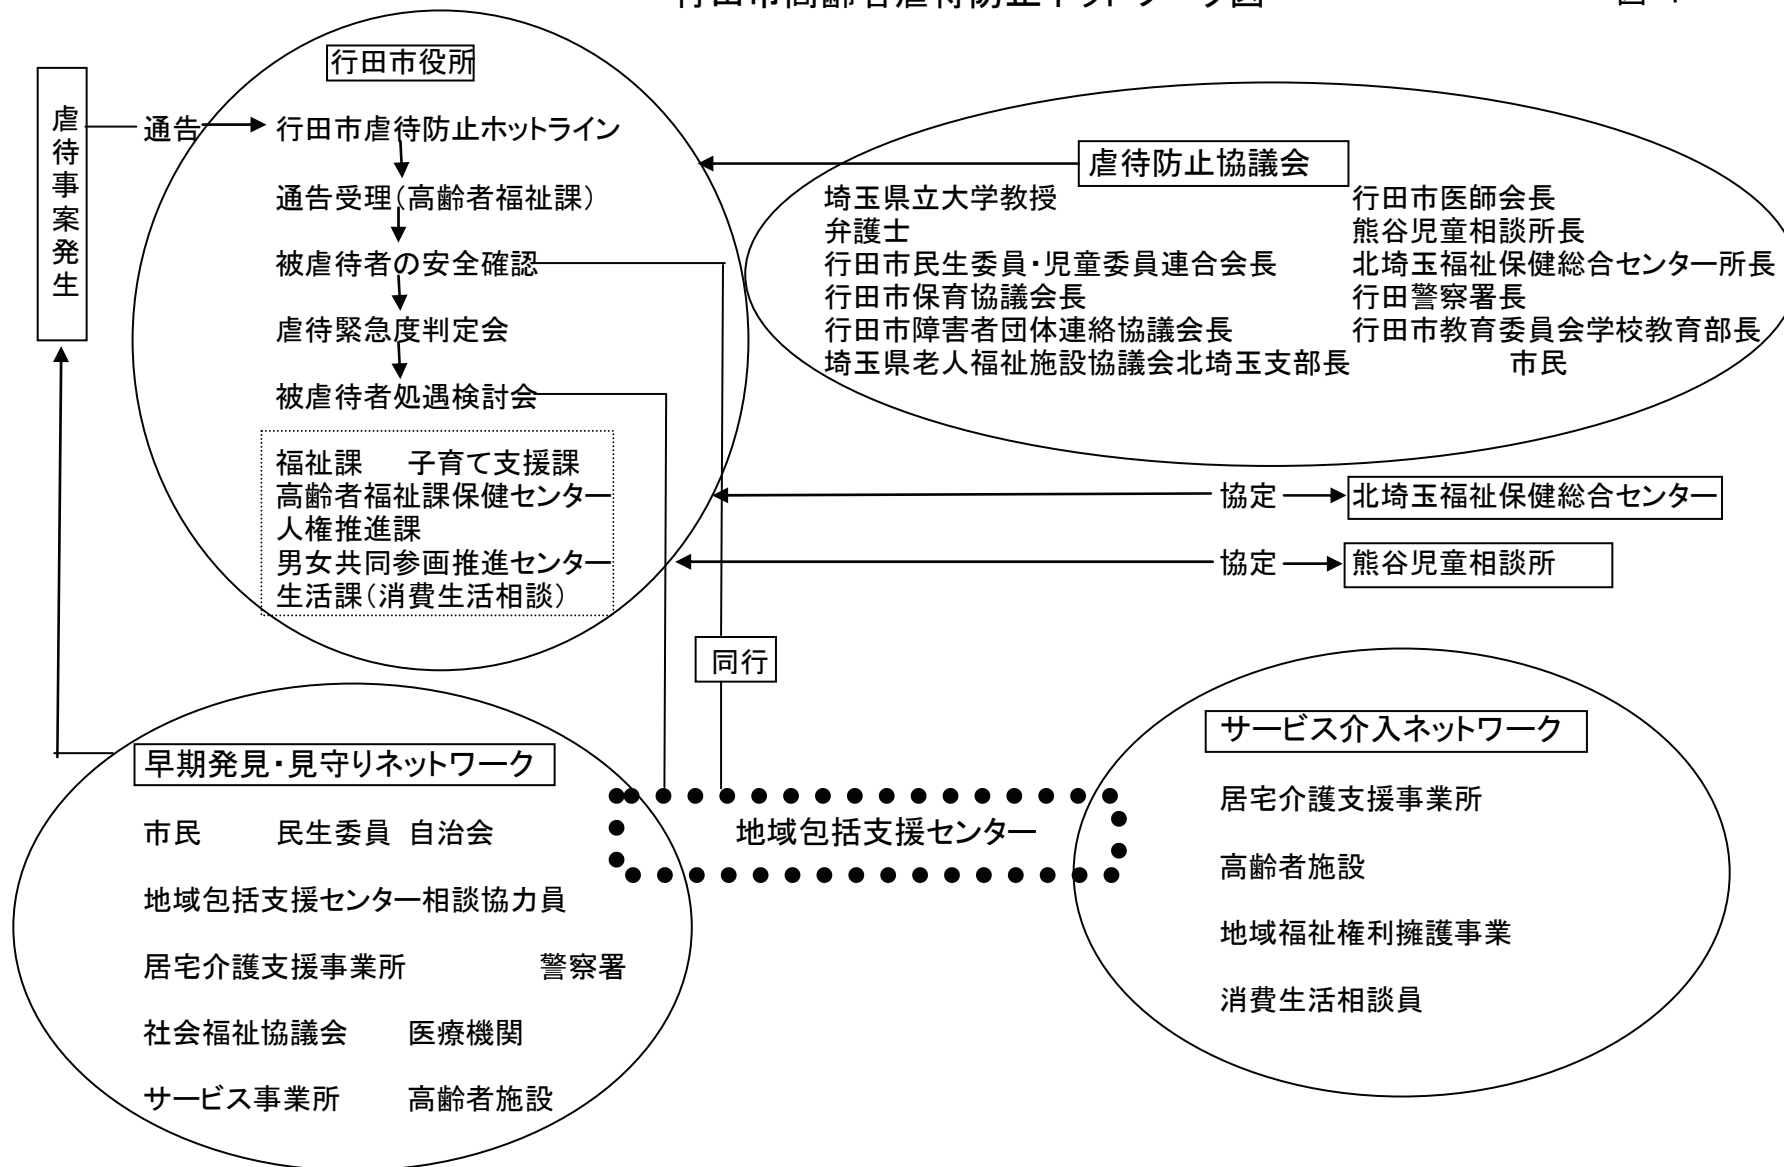 行田市高齢者虐待防止ネットワーク図
行田市役所
虐待事案発生
通告
行田市虐待防止ホットライン
通告受理(高齢者福祉課)
被虐待者の安全確認
虐待緊急度判定会
被虐待者処遇検討会
福祉課 子育て支援課
高齢者福祉課保健センター
人権推進課
男女共同参画推進センター
生活課(消費生活相談)
虐待防止協議会
埼玉県立大学教授 行田市医師会長
弁護士 熊谷児童相談所長
行田市民生委員・児童委員連合会長 北埼玉福祉保健総合センター所長
行田市保育協議会長 行田警察署長
行田市障害者団体連絡協議会長 行田市教育委員会学校教育部長
埼玉県老人福祉施設協議会北埼玉支部長 市民
協定 北埼玉福祉保健総合センター
協定 熊谷児童相談所
同行
早期発見・見守りネットワーク
市民 民生委員 自治会
地域包括支援センター相談協力員
居宅介護支援事業所 警察署
社会福祉協議会 医療機関
サービス事業所 高齢者施設
地域包括支援センター
サービス介入ネットワーク
居宅介護支援事業所
高齢者施設
地域福祉権利擁護事業
消費生活相談員